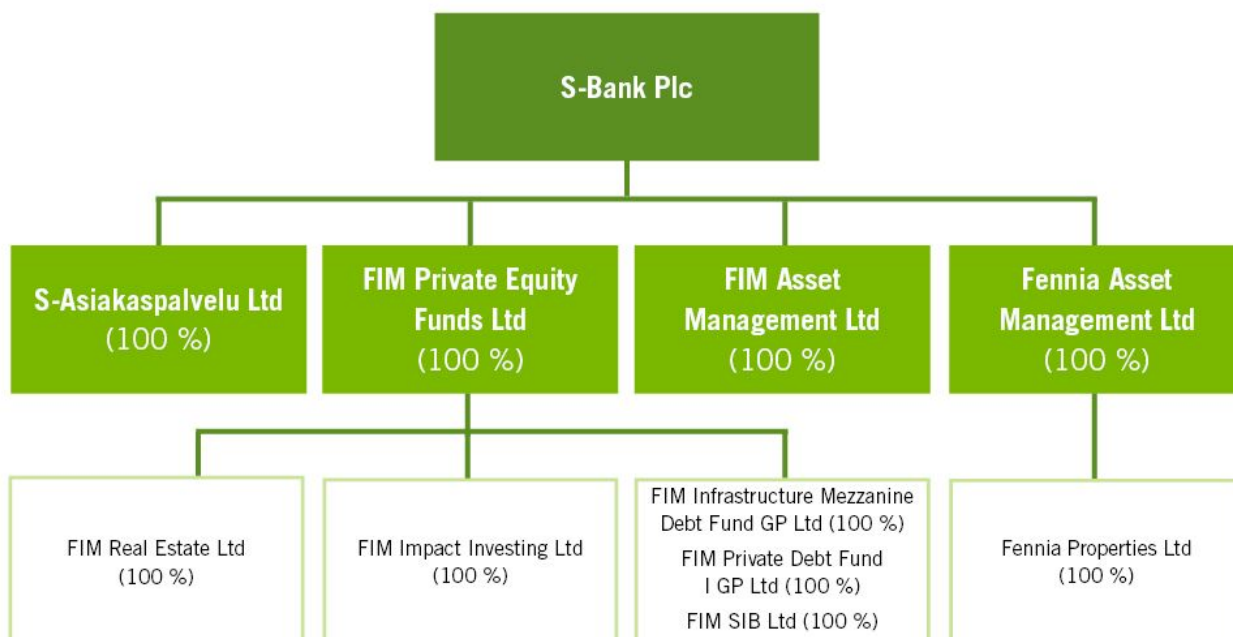 S-Bank Plc
S-Asiakaspalvelu Ltd
(100 %)
FIM Private Equity
Funds Ltd
(100 %)
FIM Asset
Management Ltd
(100 %)
Fennia Asset
Management Ltd
(100 %)
FIM Real Estate Ltd
(100 %)
FIM Impact Investing Ltd
(100 %)
FIM Infrastructure Mezzanine
Debt Fund GP Ltd (100 %)
FIM Private Debt Fund
I GP Ltd (100 %)
FIM SIB Ltd (100 %)
Fennia Properties Ltd
(100 %)